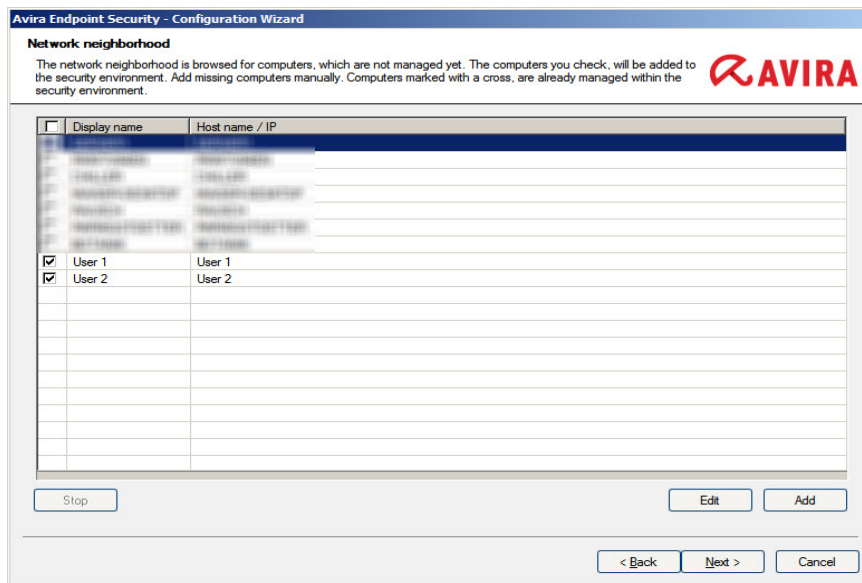 Avira Endpoint Security - Configuration Wizard
Network neighborhood
The network neighborhood is browsed for computers, which are not managed yet. The computers you check, will be added to
the security environment. Add missing computers manually. Computers marked with a cross, are already managed within the
security environment.
AVIRA
Display name Host name / IP
User 1 User 1
User 2 User 2
Stop Edit Add
< Back Next > Cancel